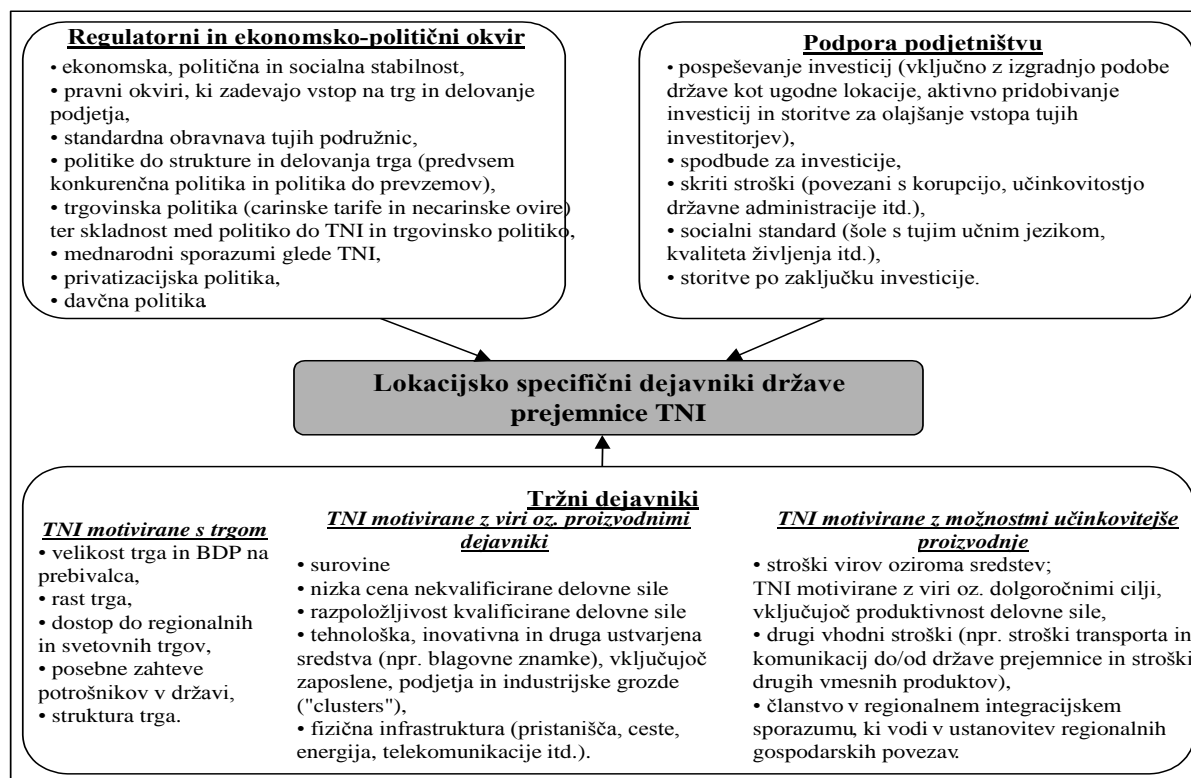 Regulatorni in ekonomsko-politični okvir
• ekonomska, politična in socialna stabilnost,
• pravni okviri, ki zadevajo vstop na trg in delovanje
podjetja,
• standardna obravnava tujih podružnic,
• politike do strukture in delovanja trga (predvsem
konkurenčna politika in politika do prevzemov),
• trgovinska politika (carinske tarife in necarinske ovire)
ter skladnost med politiko do TNI in trgovinsko politiko,
• mednarodni sporazumi glede TNI,
• privatizacijska politika,
• davčna politika.
Podpora podjetništvu
• pospeševanje investicij (vključno z izgradnjo podobe
države kot ugodne lokacije, aktivno pridobivanje
investicij in storitve za olajšanje vstopa tujih
investitorjev),
• spodbude za investicije,
• skriti stroški (povezani s korupcijo, učinkovitostjo
državne administracije itd.),
• socialni standard (šole s tujim učnim jezikom,
kvaliteta življenja itd.),
• storitve po zaključku investicije.
Lokacijsko specifični dejavniki države
prejemnice TNI
Tržni dejavniki
TNI motivirane s trgom
• velikost trga in BDP na
prebivalca,
• rast trga,
• dostop do regionalnih
in svetovnih trgov,
• posebne zahteve
potrošnikov v državi,
• struktura trga.
TNI motivirane z viri oz. proizvodnimi
dejavniki
• surovine
• nizka cena nekvalificirane delovne sile
• razpoložljivost kvalificirane delovne sile
• tehnološka, inovativna in druga ustvarjena
sredstva (npr. blagovne znamke), vključujoč
zaposlene, podjetja in industrijske grozde
("clusters"),
• fizična infrastruktura (pristanišča, ceste,
energija, telekomunikacije itd.).
TNI motivirane z možnostmi učinkovitejše
proizvodnje
• stroški virov oziroma sredstev;
TNI motivirane z viri oz. dolgoročnimi cilji,
vključujoč produktivnost delovne sile,
• drugi vhodni stroški (npr. stroški transporta in
komunikacij do/od države prejemnice in stroški
drugih vmesnih produktov),
• članstvo v regionalnem integracijskem
sporazumu, ki vodi v ustanovitev regionalnih
gospodarskih povezav.